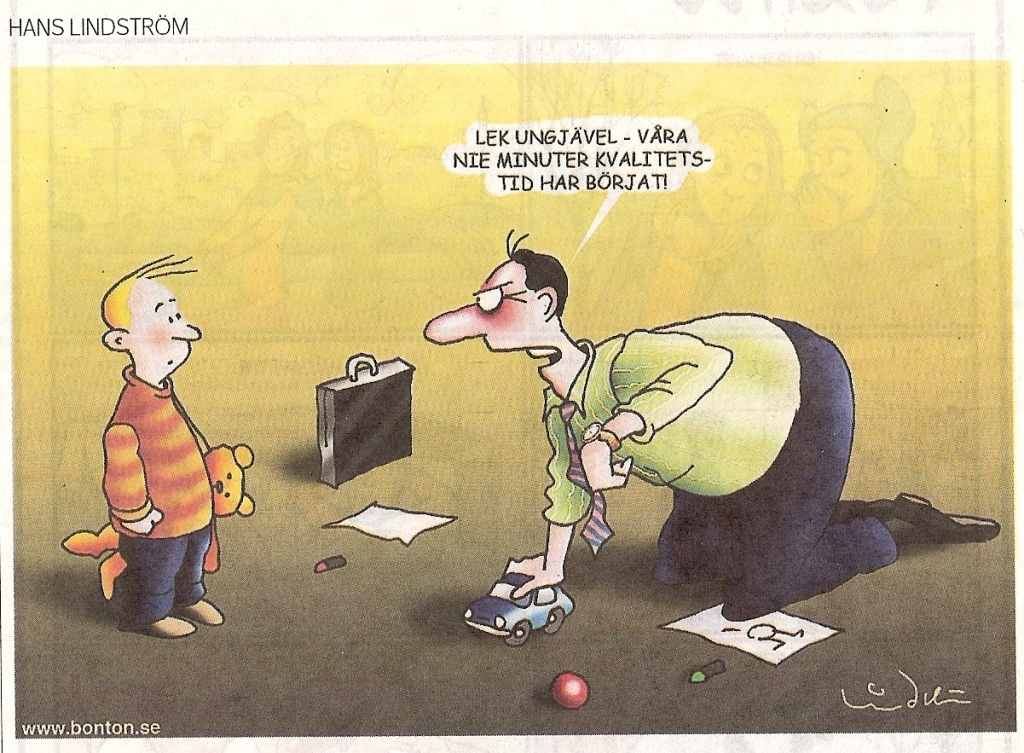 HANS LINDSTRÖM
LEK UNGJÄVEL - VÅRA
NIE MINUTER KVALITETS-
TID HAR BÖRJAT!
www.bonton.se